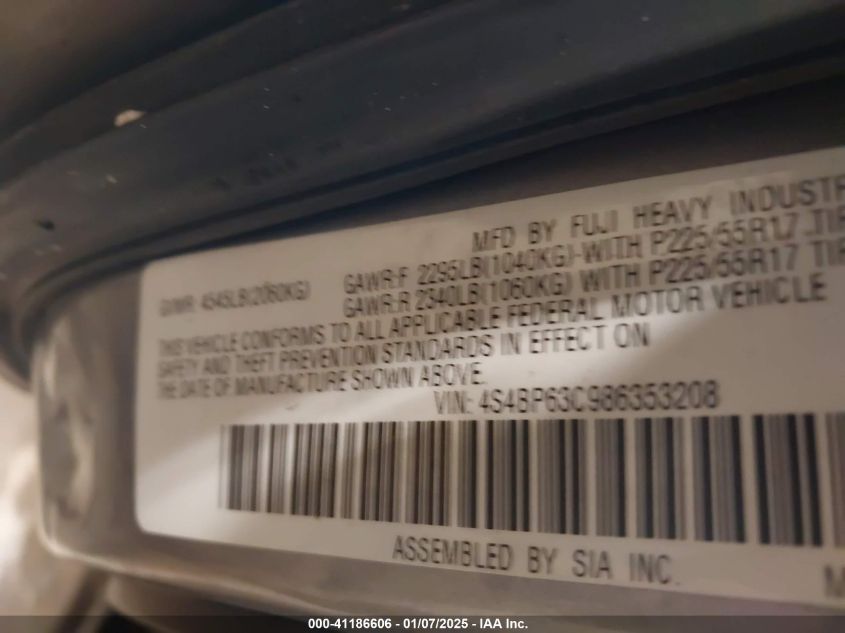 MFD BY FUJI HEAVY INDUSTR
GVWR: 4545LB(2060KG) GAWR:F 2295LB(1040KG)-WITH P225/55R17 TIR
GAWR:R 2340LB(1060KG) WITH P225/55R17 TIR
THIS VEHICLE CONFORMS TO ALL APPLICABLE FEDERAL MOTOR VEHICLE
SAFETY AND THEFT PREVENTION STANDARDS IN EFFECT ON
THE DATE OF MANUFACTURE SHOWN ABOVE.
VIN: 4S4BP63C986353208
ASSEMBLED BY SIA INC.
M
000-41186606 - 01/07/2025 - IAA Inc.